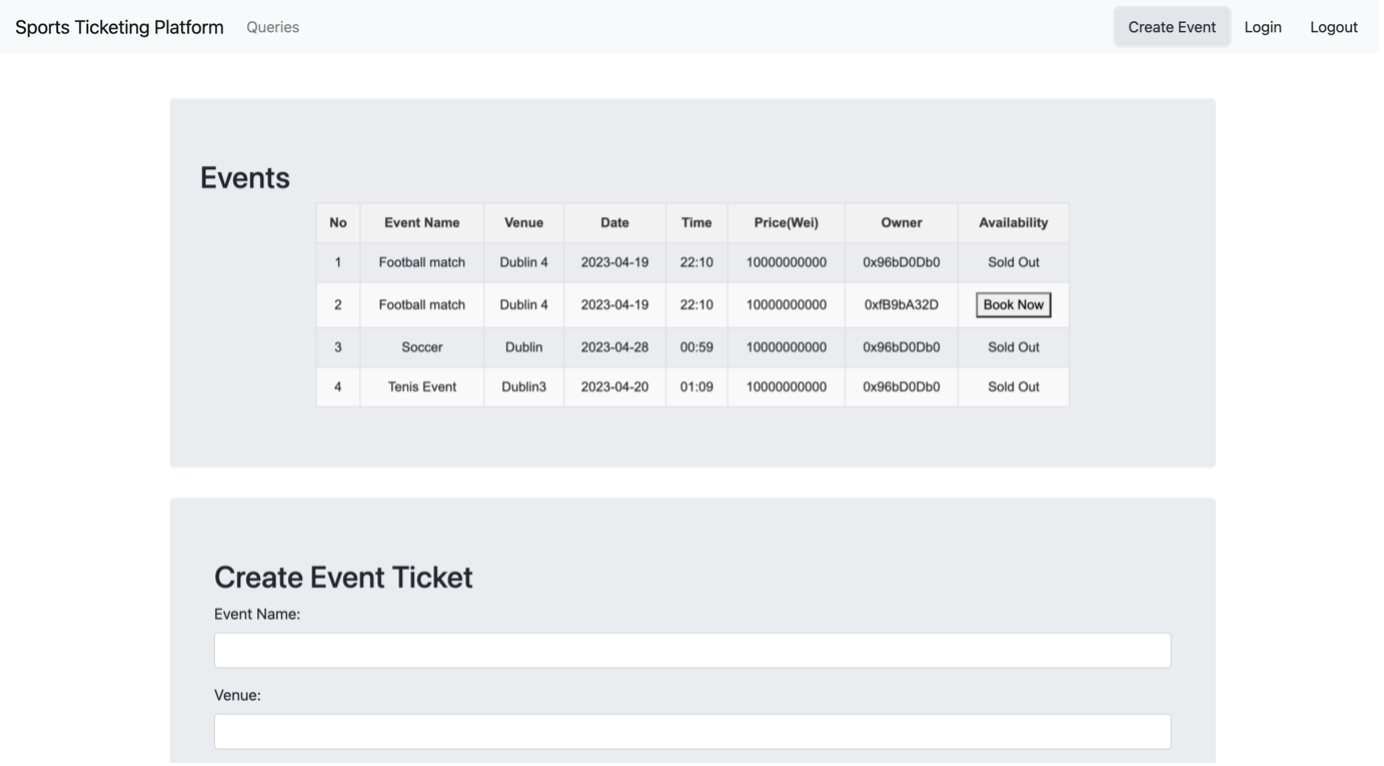 Sports Ticketing Platform Queries Create Event Login Logout
Events
No Event Name Venue Date Time Price(Wei) Owner Availability
1 Football match Dublin 4 2023-04-19 22:10 10000000000 0x96bD0Db0 Sold Out
2 Football match Dublin 4 2023-04-19 22:10 10000000000 0xfB9bA32D Book Now
3 Soccer Dublin 2023-04-28 00:59 10000000000 0x96bD0Db0 Sold Out
4 Tenis Event Dublin3 2023-04-20 01:09 10000000000 0x96bD0Db0 Sold Out
Create Event Ticket
Event Name:
Venue: